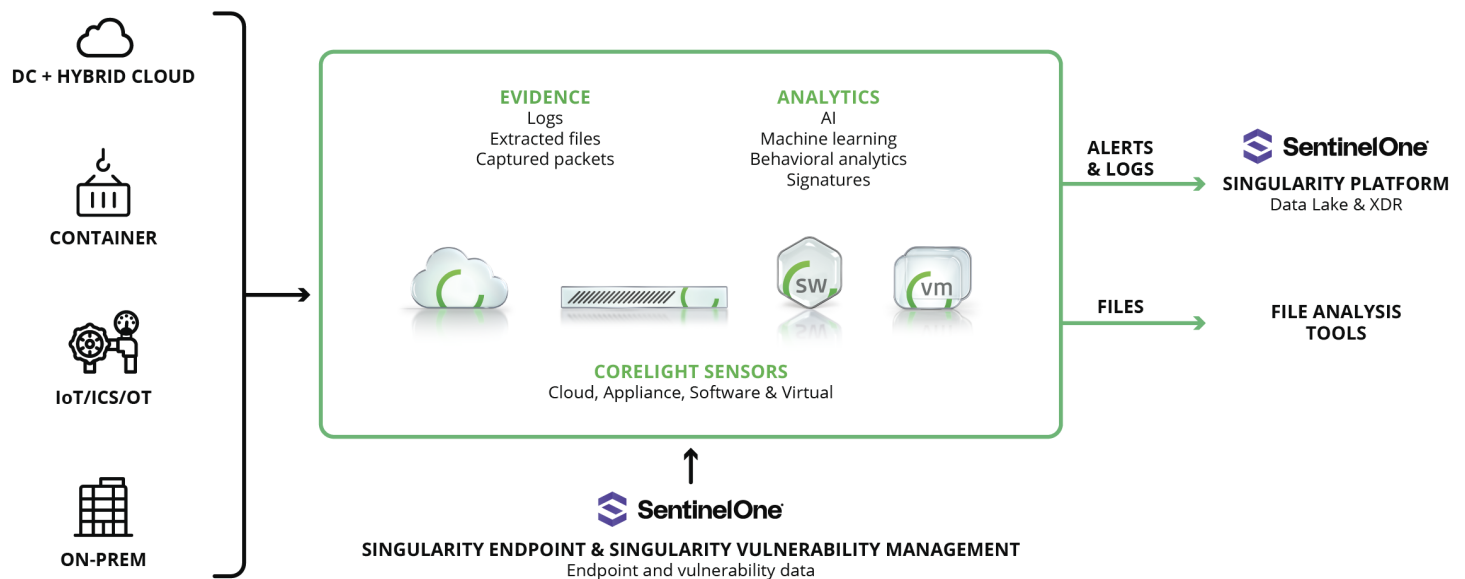 DC + HYBRID CLOUD
CONTAINER
IoT/ICS/OT
ON-PREM
EVIDENCE
Logs
Extracted files
Captured packets
ANALYTICS
AI
Machine learning
Behavioral analytics
Signatures
sw
vm
CORELIGHT SENSORS
Cloud, Appliance, Software & Virtual
SentinelOne
SINGULARITY ENDPOINT & SINGULARITY VULNERABILITY MANAGEMENT
Endpoint and vulnerability data
ALERTS
& LOGS
SentinelOne
SINGULARITY PLATFORM
Data Lake & XDR
FILES
FILE ANALYSIS
TOOLS